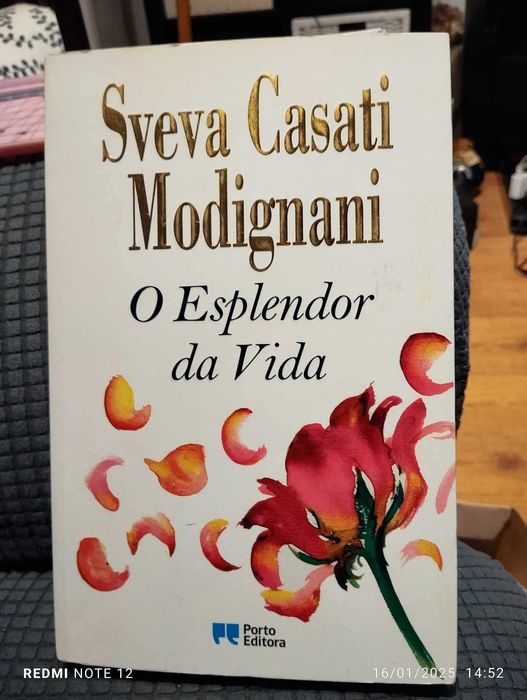 Sveva Casati
Modignani
O Esplendor
da Vida
Porto
Editora
REDMI NOTE 12
16/01/2025 14:52